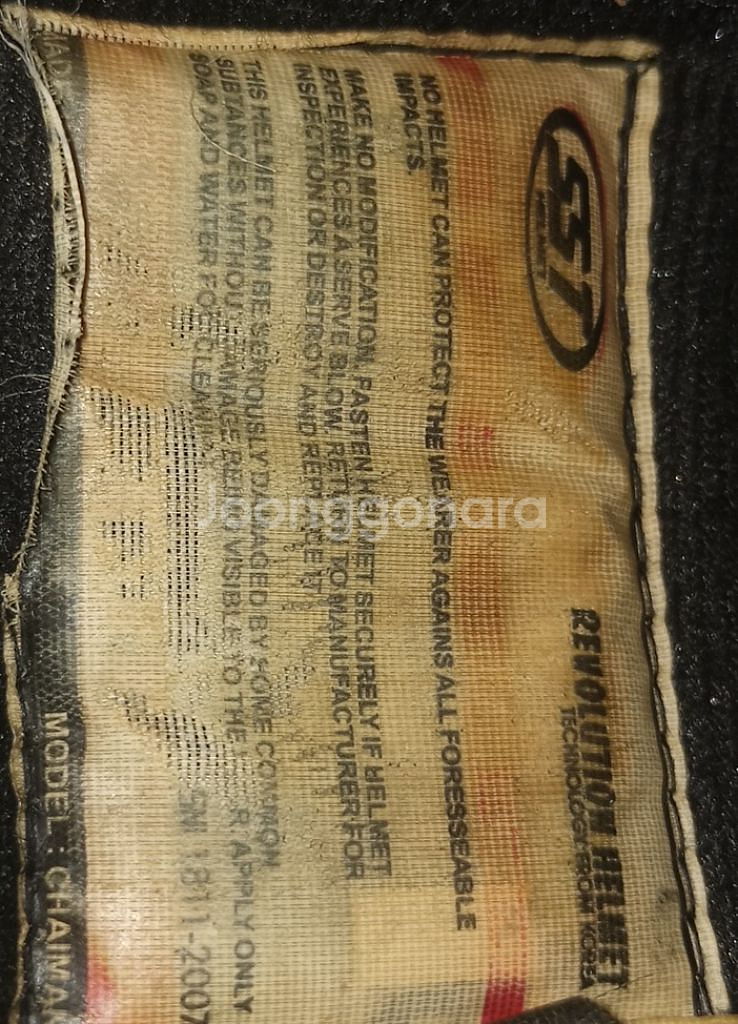 SST
HELMET
REVOLUTION HELMET
TECHNOLOGY FROM KOREA
NO HELMET CAN PROTECT THE WEARER AGAINS ALL FORESSEABLE
IMPACTS.
MAKE NO MODIFICATION, FASTEN HELMET SECURELY IF HELMET
EXPERIENCES A SERVE BLOW, RETURN TO MANUFACTURER FOR
INSPECTION OR DESTROY AND REPLACE IT
THIS HELMET CAN BE SERIOUSLY DAMAGED BY SOME COMMON
SUBTANCES WITHOUT DAMAGE BEING VISIBLE TO THE USER APPLY ONLY
SOAP AND WATER FOR CLEANING
SNI 1811-2007
MODEL : CHAIMA
Joonggonara